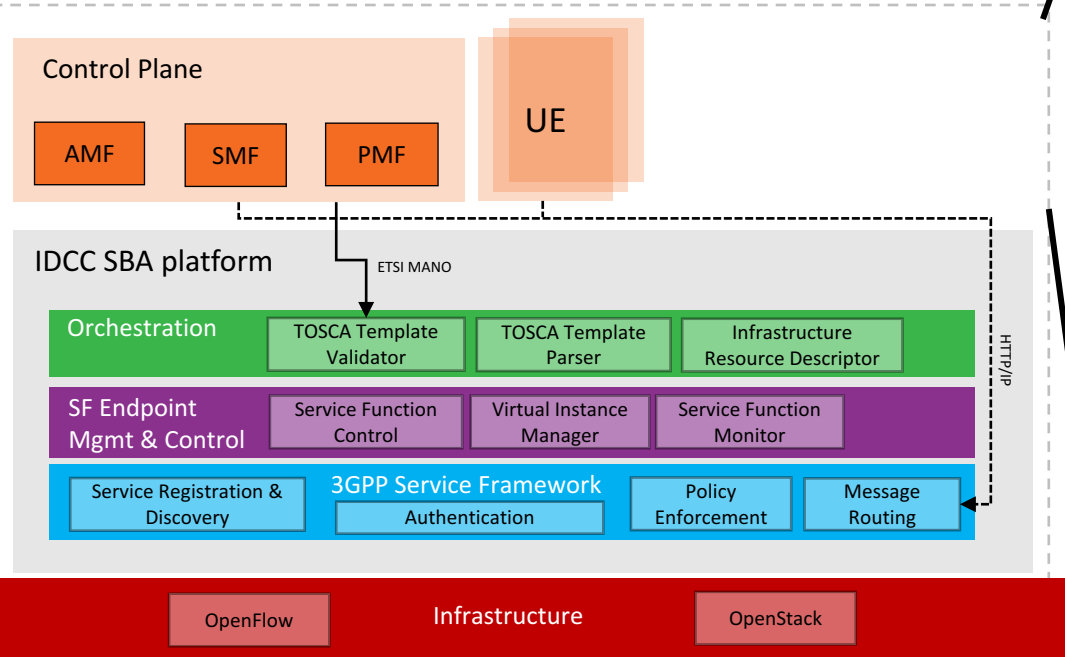 Control Plane
UE
AMF
SMF
PMF
IDCC SBA platform
ETSI MANO
Orchestration
TOSCA Template
Validator
TOSCA Template
Parser
Infrastructure
Resource Descriptor
HTTP/IP
SF Endpoint
Mgmt & Control
Service Function
Control
Virtual Instance
Manager
Service Function
Monitor
3GPP Service Framework
Service Registration &
Discovery
Authentication
Policy
Enforcement
Message
Routing
OpenFlow
Infrastructure
OpenStack